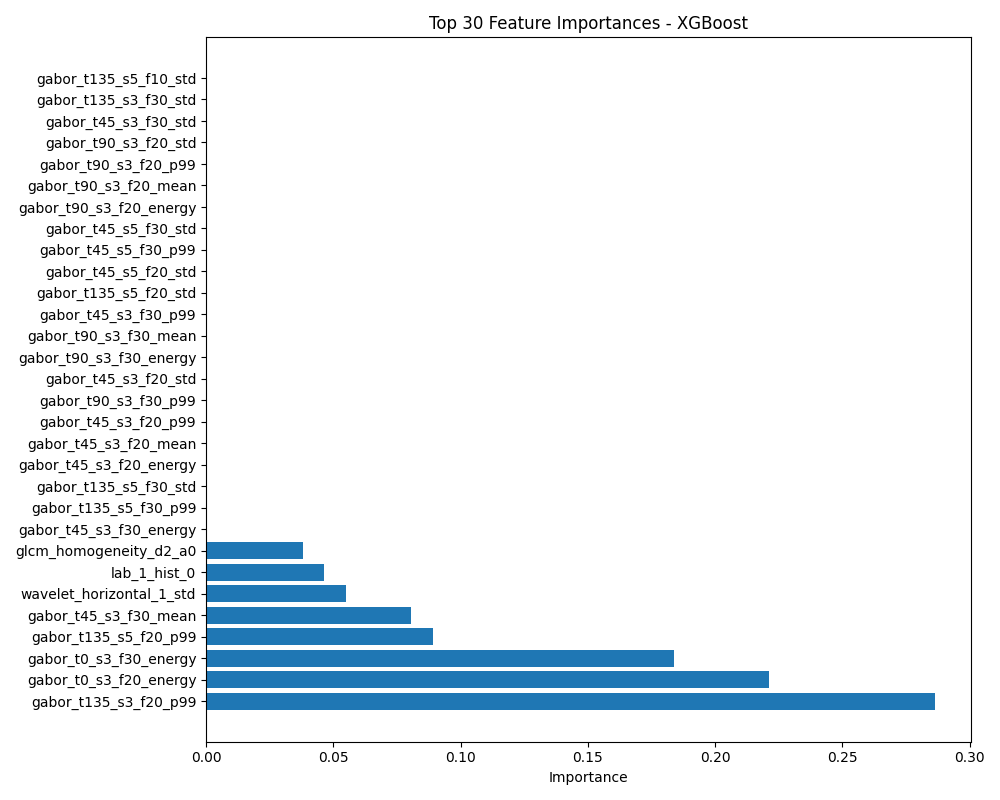 Top 30 Feature Importances - XGBoost
gabor_t135_s5_f10_std
gabor_t135_s3_f30_std
gabor_t45_s3_f30_std
gabor_t90_s3_f20_std
gabor_t90_s3_f20_p99
gabor_t90_s3_f20_mean
gabor_t90_s3_f20_energy
gabor_t45_s5_f30_std
gabor_t45_s5_f30_p99
gabor_t45_s5_f20_std
gabor_t135_s5_f20_std
gabor_t45_s3_f30_p99
gabor_t90_s3_f30_mean
gabor_t90_s3_f30_energy
gabor_t45_s3_f20_std
gabor_t90_s3_f30_p99
gabor_t45_s3_f20_p99
gabor_t45_s3_f20_mean
gabor_t45_s3_f20_energy
gabor_t135_s5_f30_std
gabor_t135_s5_f30_p99
gabor_t45_s3_f30_energy
glcm_homogeneity_d2_a0
lab_1_hist_0
wavelet_horizontal_1_std
gabor_t45_s3_f30_mean
gabor_t135_s5_f20_p99
gabor_t0_s3_f30_energy
gabor_t0_s3_f20_energy
gabor_t135_s3_f20_p99
0.00 0.05 0.10 0.15 0.20 0.25 0.30
Importance